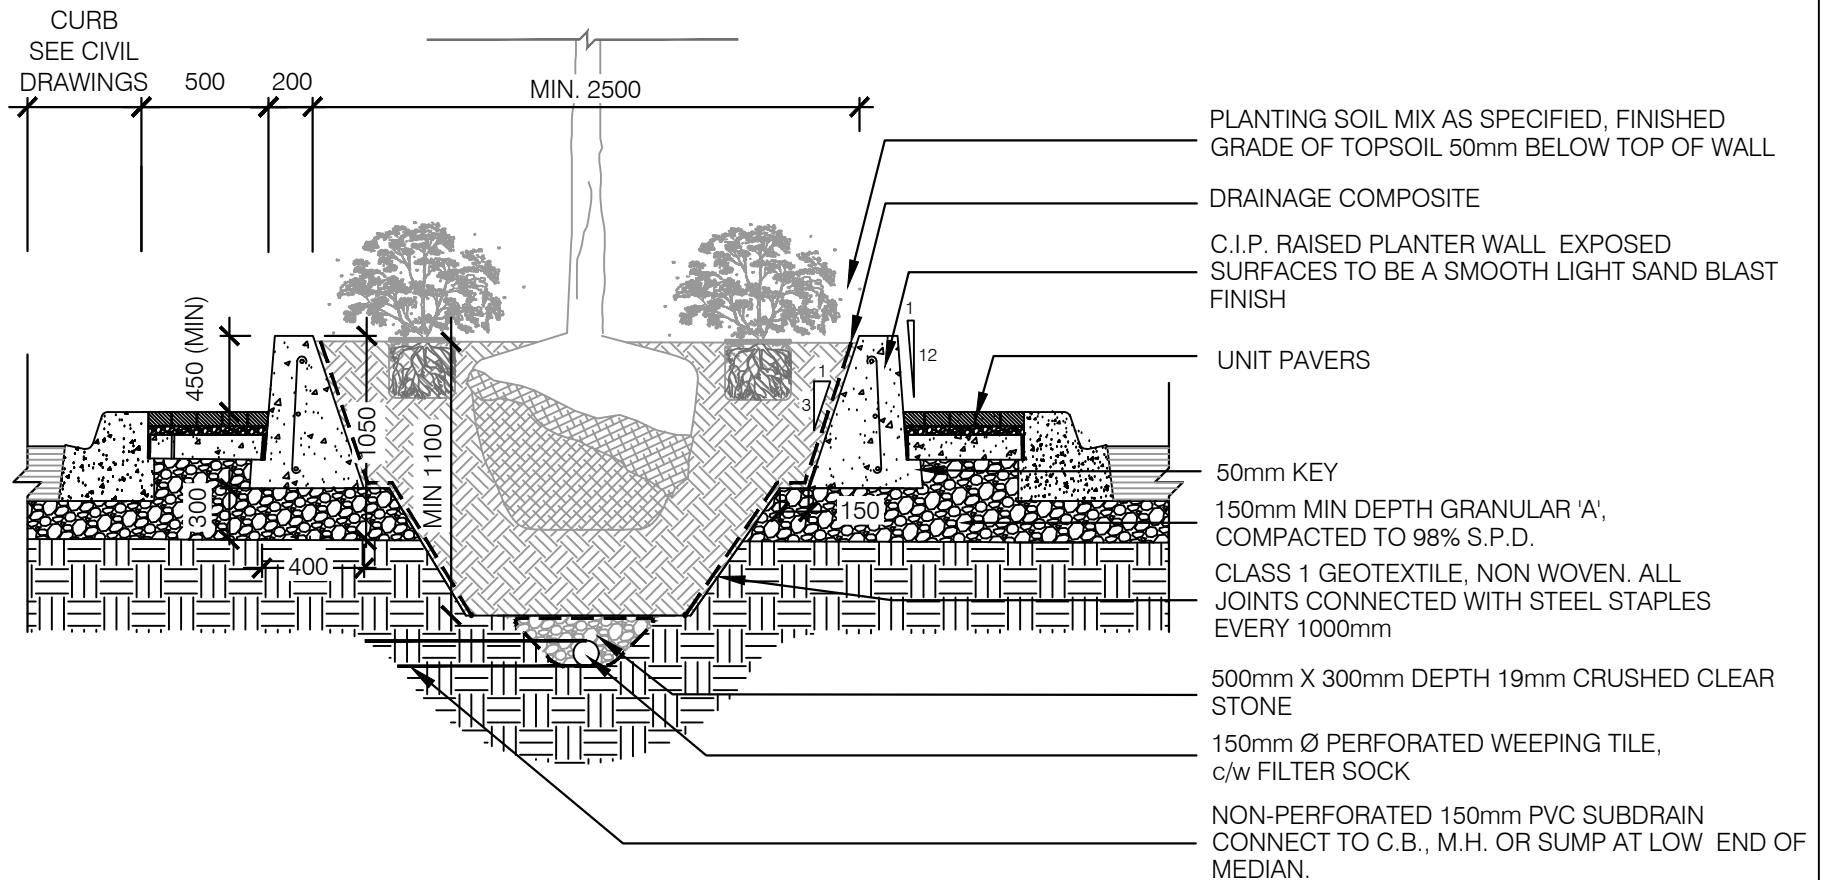 CURB
SEE CIVIL
DRAWINGS
500
200
MIN. 2500
PLANTING SOIL MIX AS SPECIFIED, FINISHED
GRADE OF TOPSOIL 50mm BELOW TOP OF WALL
DRAINAGE COMPOSITE
C.I.P. RAISED PLANTER WALL EXPOSED
SURFACES TO BE A SMOOTH LIGHT SAND BLAST
FINISH
450 (MIN)
1
12
UNIT PAVERS
1
3
1050
MIN 1100
50mm KEY
300
150
150mm MIN DEPTH GRANULAR 'A',
COMPACTED TO 98% S.P.D.
400
CLASS 1 GEOTEXTILE, NON WOVEN. ALL
JOINTS CONNECTED WITH STEEL STAPLES
EVERY 1000mm
500mm X 300mm DEPTH 19mm CRUSHED CLEAR
STONE
150mm Ø PERFORATED WEEPING TILE,
c/w FILTER SOCK
NON-PERFORATED 150mm PVC SUBDRAIN
CONNECT TO C.B., M.H. OR SUMP AT LOW END OF
MEDIAN.